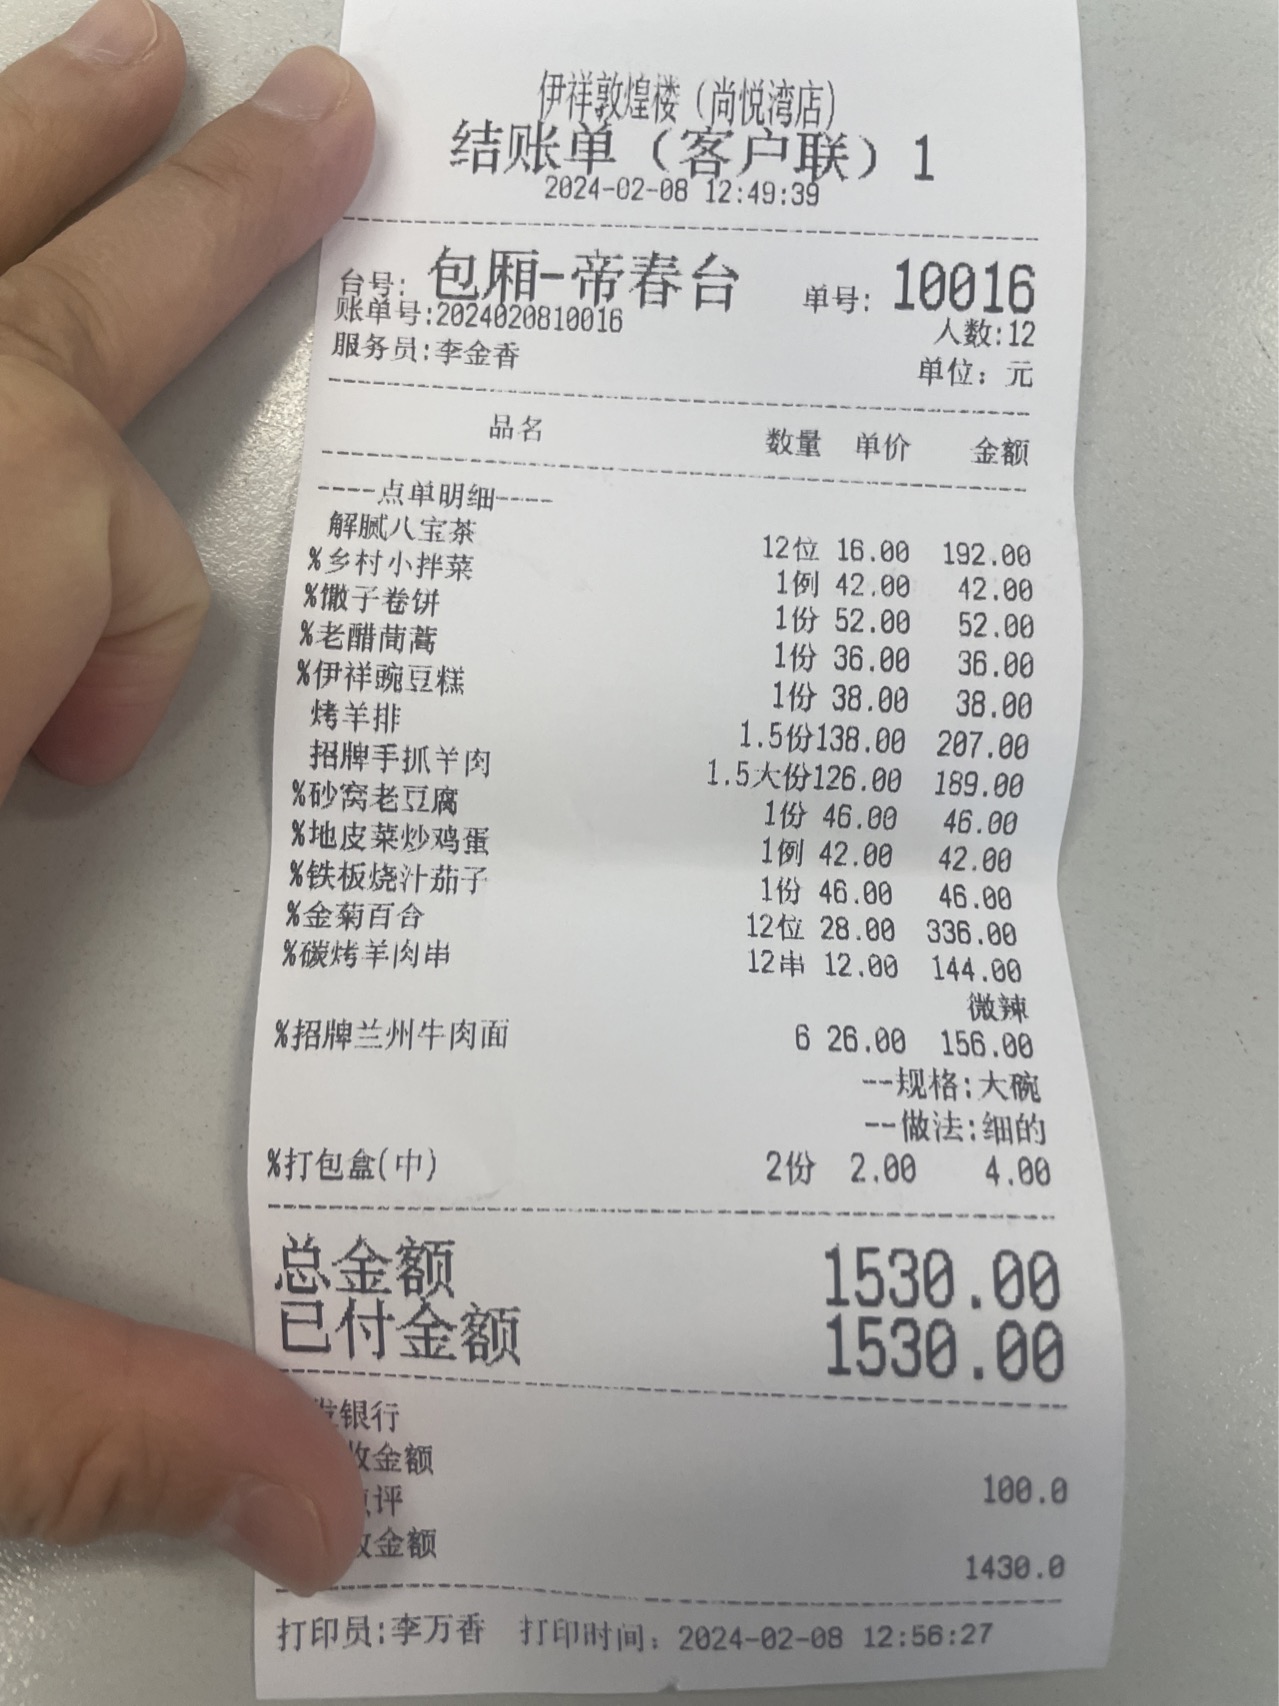 伊祥敦煌楼（尚悦湾店）
结账单（客户联）1
2024-02-08 12:49:39
台号: 包厢-帝春台 单号: 10016
账单号:2024020810016 人数:12
服务员:李金香 单位: 元
品名 数量 单价 金额
----点单明细----
解腻八宝茶 12位 16.00 192.00
%乡村小拌菜 1例 42.00 42.00
%馓子卷饼 1份 52.00 52.00
%老醋茼蒿 1份 36.00 36.00
%伊祥豌豆糕 1份 38.00 38.00
烤羊排 1.5份138.00 207.00
招牌手抓羊肉 1.5大份126.00 189.00
%砂窝老豆腐 1份 46.00 46.00
%地皮菜炒鸡蛋 1例 42.00 42.00
%铁板烧汁茄子 1份 46.00 46.00
%金菊百合 12位 28.00 336.00
%碳烤羊肉串 12串 12.00 144.00
微辣
%招牌兰州牛肉面 6 26.00 156.00
--规格:大碗
--做法:细的
%打包盒(中) 2份 2.00 4.00
总金额 1530.00
已付金额 1530.00
银行
收金额 100.0
点评
收金额 1430.0
打印员:李万香 打印时间: 2024-02-08 12:56:27